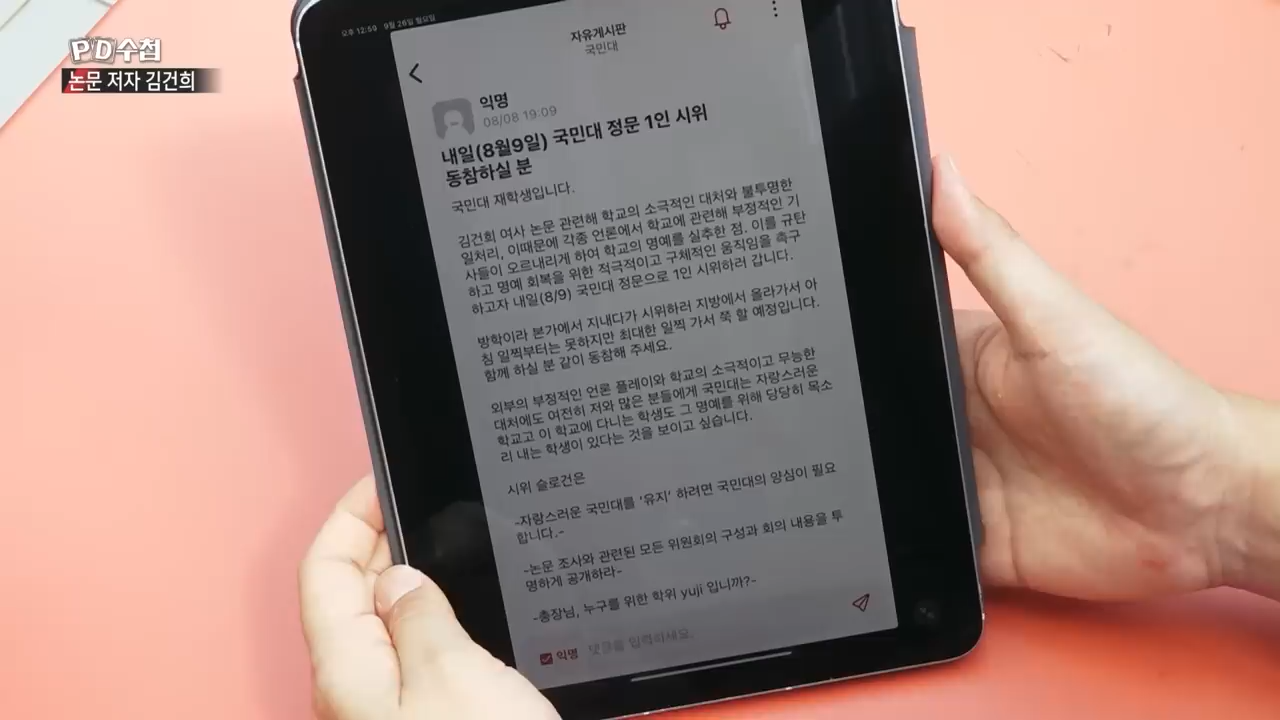 PD수첩
논문 저자 김건희
오후 12:59 9월 26일 월요일
자유게시판
국민대
익명
08/08 19:09
내일(8월9일) 국민대 정문 1인 시위
동참하실 분
국민대 재학생입니다.
김건희 여사 논문 관련해 학교의 소극적인 대처와 불투명한
일처리, 이때문에 각종 언론에서 학교에 관련해 부정적인 기
사들이 오르내리게 하여 학교의 명예를 실추한 점. 이를 규탄
하고 명예 회복을 위한 적극적이고 구체적인 움직임을 촉구
하고자 내일(8/9) 국민대 정문으로 1인 시위하러 갑니다.
방학이라 본가에서 지내다가 시위하러 지방에서 올라가서 아
침 일찍부터는 못하지만 최대한 일찍 가서 쭉 할 예정입니다.
함께 하실 분 같이 동참해 주세요.
외부의 부정적인 언론 플레이와 학교의 소극적이고 무능한
대처에도 여전히 저와 많은 분들에게 국민대는 자랑스러운
학교고 이 학교에 다니는 학생도 그 명예를 위해 당당히 목소
리 내는 학생이 있다는 것을 보이고 싶습니다.
시위 슬로건은
-자랑스러운 국민대를 '유지' 하려면 국민대의 양심이 필요
합니다.-
-논문 조사와 관련된 모든 위원회의 구성과 회의 내용을 투
명하게 공개하라-
-총장님, 누구를 위한 학위 yuji 입니까?-
익명 댓글을 입력하세요.